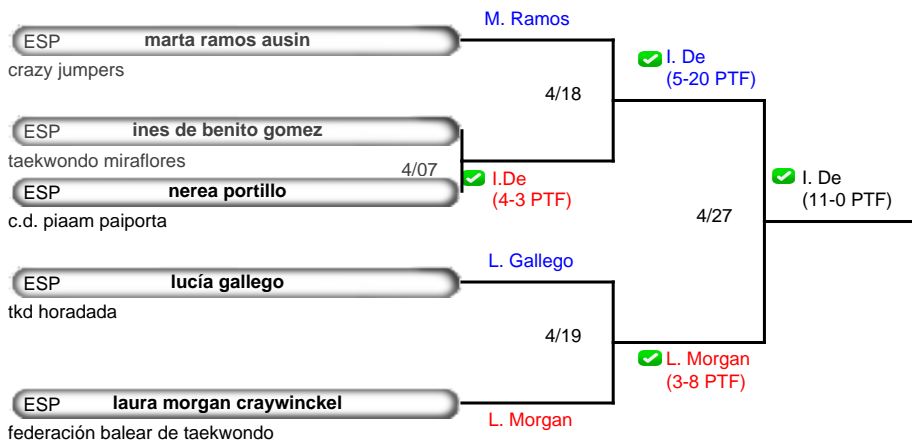 M. Ramos
ESP marta ramos ausin
crazy jumpers
I. De
(5-20 PTF)
4/18
ESP ines de benito gomez
taekwondo miraflores
4/07
I.De
(4-3 PTF)
ESP nerea portillo
c.d. piaam paiporta
I. De
(11-0 PTF)
4/27
L. Gallego
ESP lucía gallego
tkd horadada
4/19
L. Morgan
(3-8 PTF)
ESP laura morgan craywinckel
L. Morgan
federación balear de taekwondo